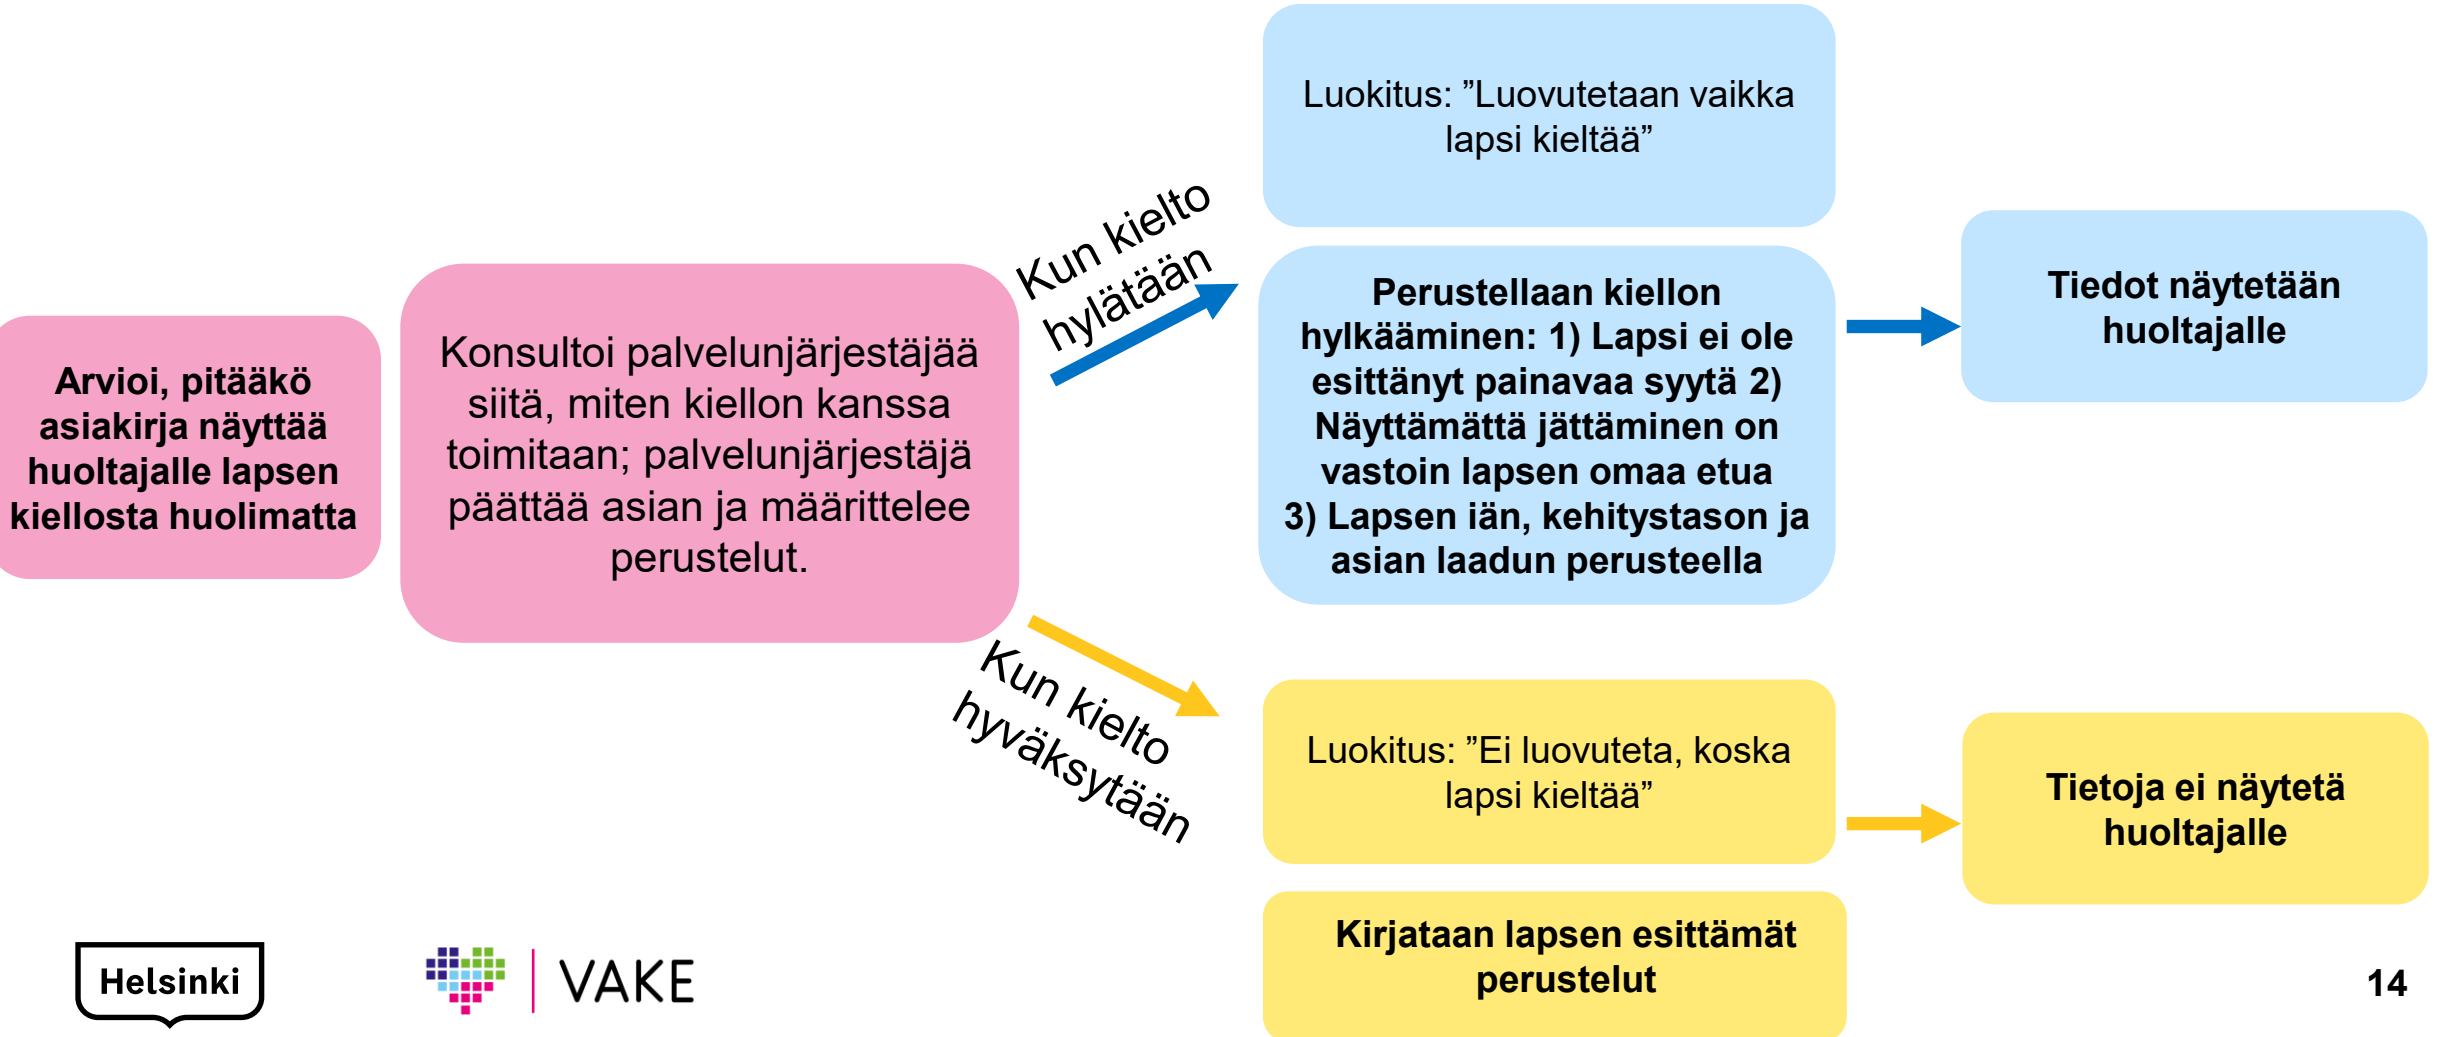 Arvioi, pitääkö
asiakirja näyttää
huoltajalle lapsen
kiellosta huolimatta
Konsultoi palvelunjärjestäjää
siitä, miten kiellon kanssa
toimitaan; palvelunjärjestäjä
päättää asian ja määrittelee
perustelut.
Kun kielto
hylätään
Luokitus: ”Luovutetaan vaikka
lapsi kieltää”
Perustellaan kiellon
hylkääminen: 1) Lapsi ei ole
esittänyt painavaa syytä 2)
Näyttämättä jättäminen on
vastoin lapsen omaa etua
3) Lapsen iän, kehitystason ja
asian laadun perusteella
Tiedot näytetään
huoltajalle
Kun kielto
hyväksytään
Luokitus: ”Ei luovuteta, koska
lapsi kieltää”
Kirjataan lapsen esittämät
perustelut
Tietoja ei näytetä
huoltajalle
Helsinki
VAKE
14